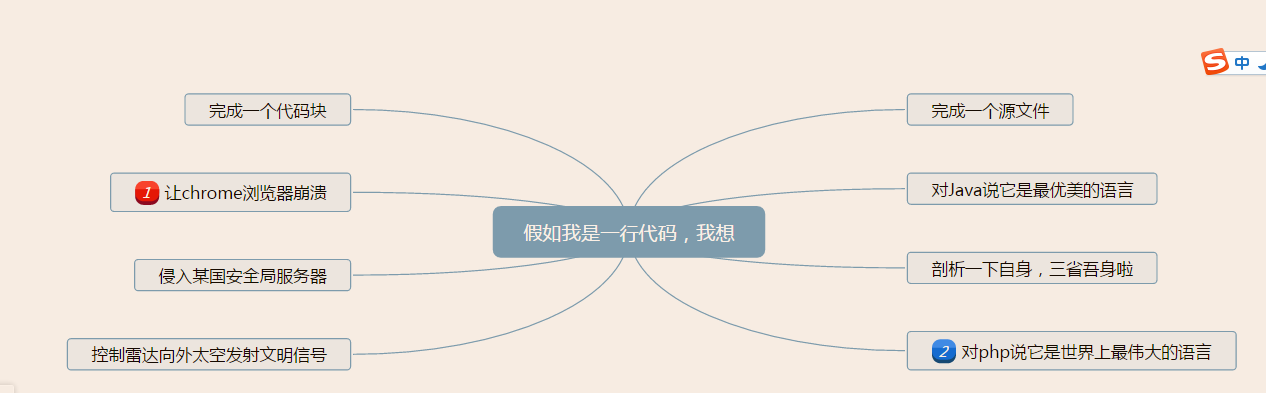 完成一个代码块
1 让chrome浏览器崩溃
侵入某国安全局服务器
控制雷达向外太空发射文明信号
假如我是一行代码，我想
完成一个源文件
对Java说它是最优美的语言
剖析一下自身，三省吾身啦
2 对php说它是世界上最伟大的语言
S 中